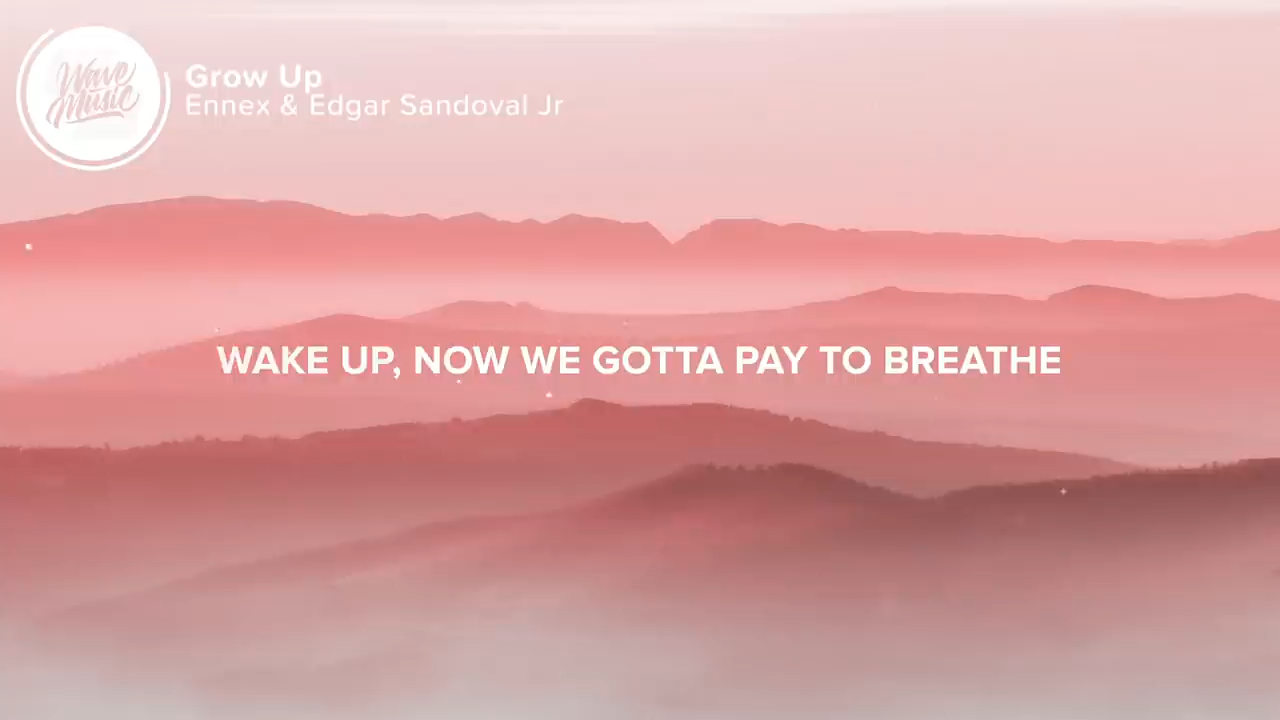 Wave
Music
Grow Up
Ennex & Edgar Sandoval Jr
WAKE UP, NOW WE GOTTA PAY TO BREATHE